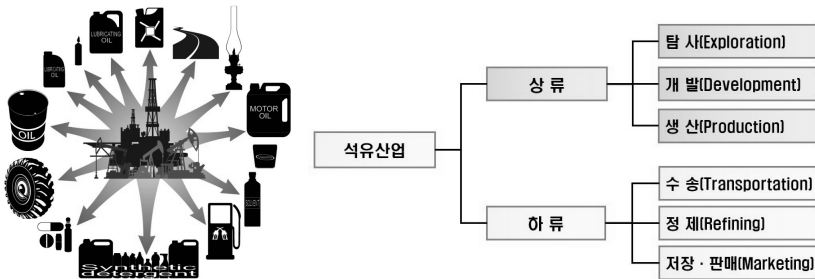 LUBRICATING
OIL
LUBRICATING
OIL
MOTOR
OIL
OIL
SOLVENT
Synthetic
detergent
석유산업
상 류
탐 사(Exploration)
개 발(Development)
생 산(Production)
하 류
수 송(Transportation)
정 제(Refining)
저장 · 판매(Marketing)